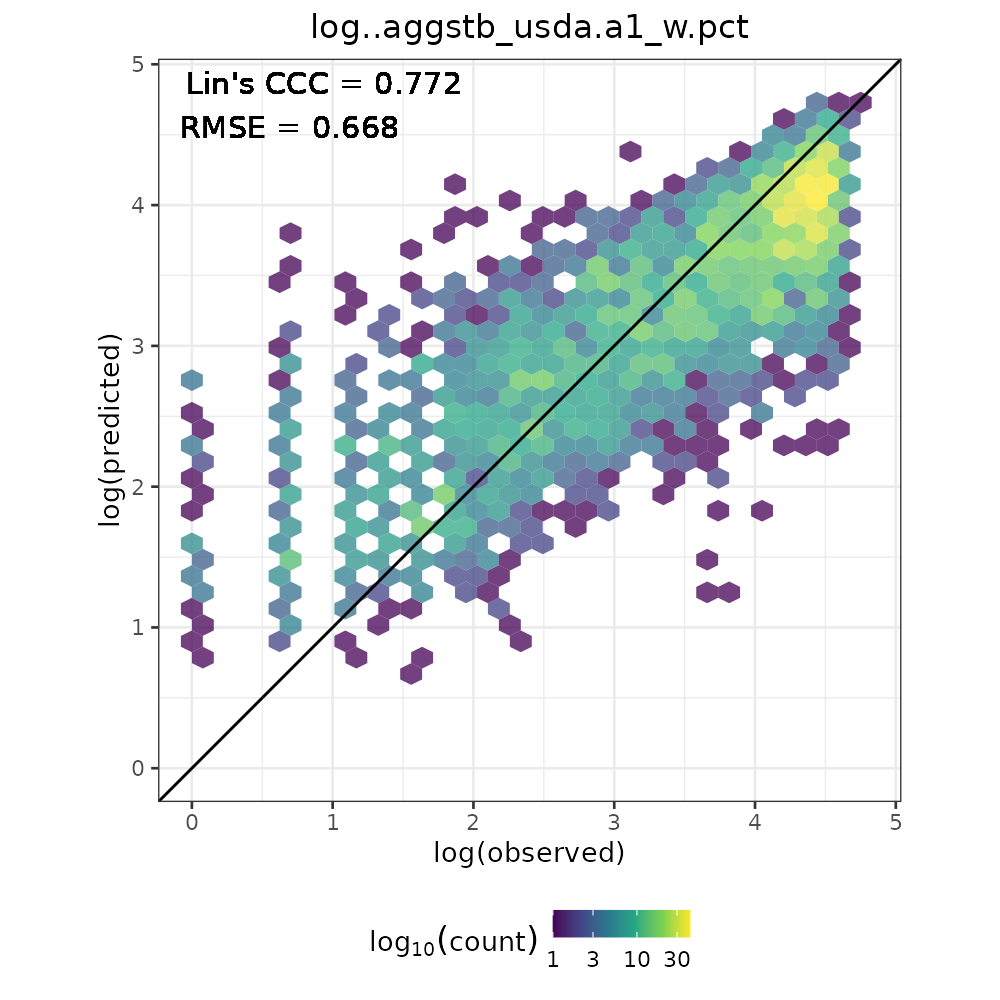 log..aggstb_usda.a1_w.pct
Lin's CCC = 0.772
RMSE = 0.668
5
4
3
2
1
0
log(predicted)
0 1 2 3 4 5
log(observed)
log10(count)
1 3 10 30